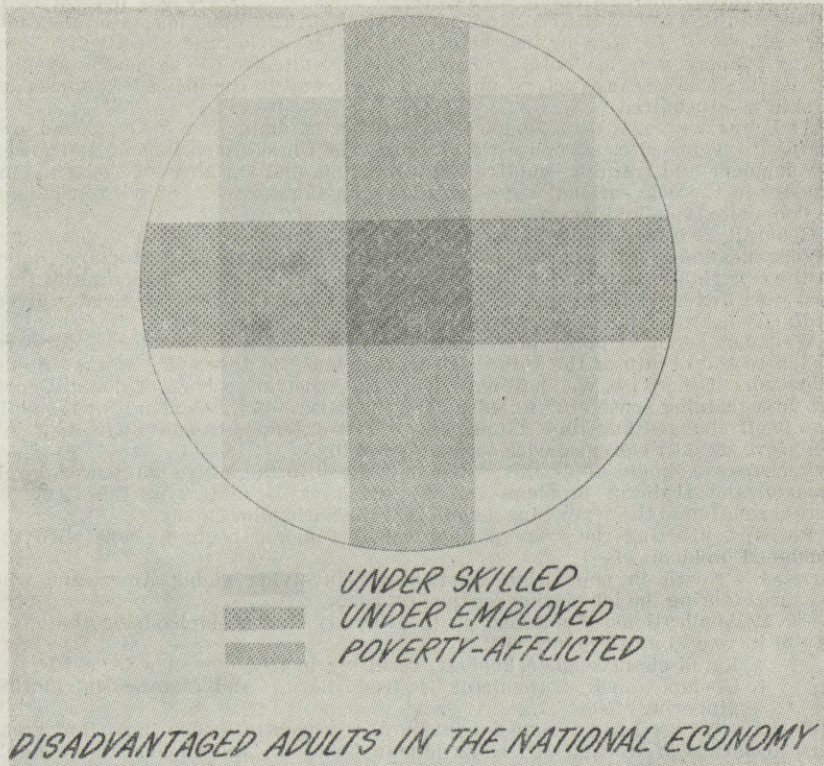 UNDER SKILLED
UNDER EMPLOYED
POVERTY-AFFLICTED
DISADVANTAGED ADULTS IN THE NATIONAL ECONOMY